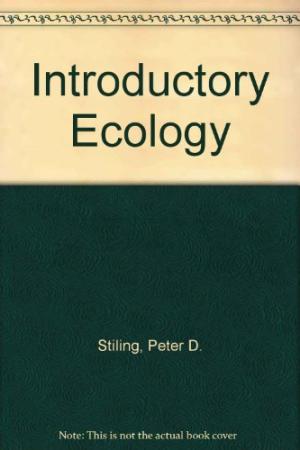 Introductory
Ecology
Stiling, Peter D.
Note: This is not the actual book cover